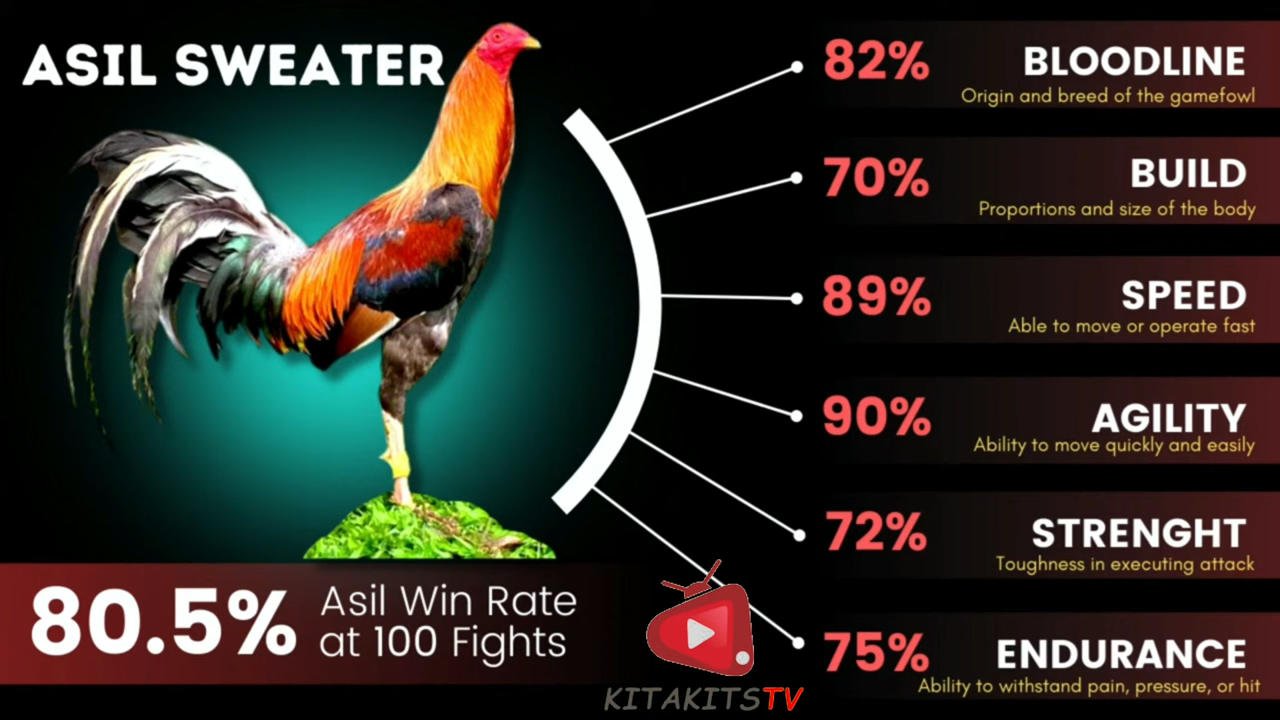 ASIL SWEATER
82% BLOODLINE
Origin and breed of the gamefowl
70% BUILD
Proportions and size of the body
89% SPEED
Able to move or operate fast
90% AGILITY
Ability to move quickly and easily
72% STRENGHT
Toughness in executing attack
75% ENDURANCE
Ability to withstand pain, pressure, or hit
80.5% Asil Win Rate
at 100 Fights
KITAKITSTV